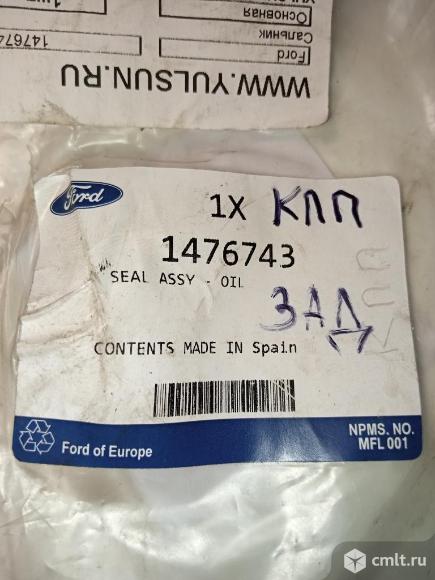 WWW.YULSUN.RU
Ford
Сальник
Основная
Ford
1X КПП
1476743
SEAL ASSY - OIL
ЗАД
КПП
CONTENTS MADE IN Spain
Ford of Europe
NPMS. NO.
MFL 001
cmlt.ru